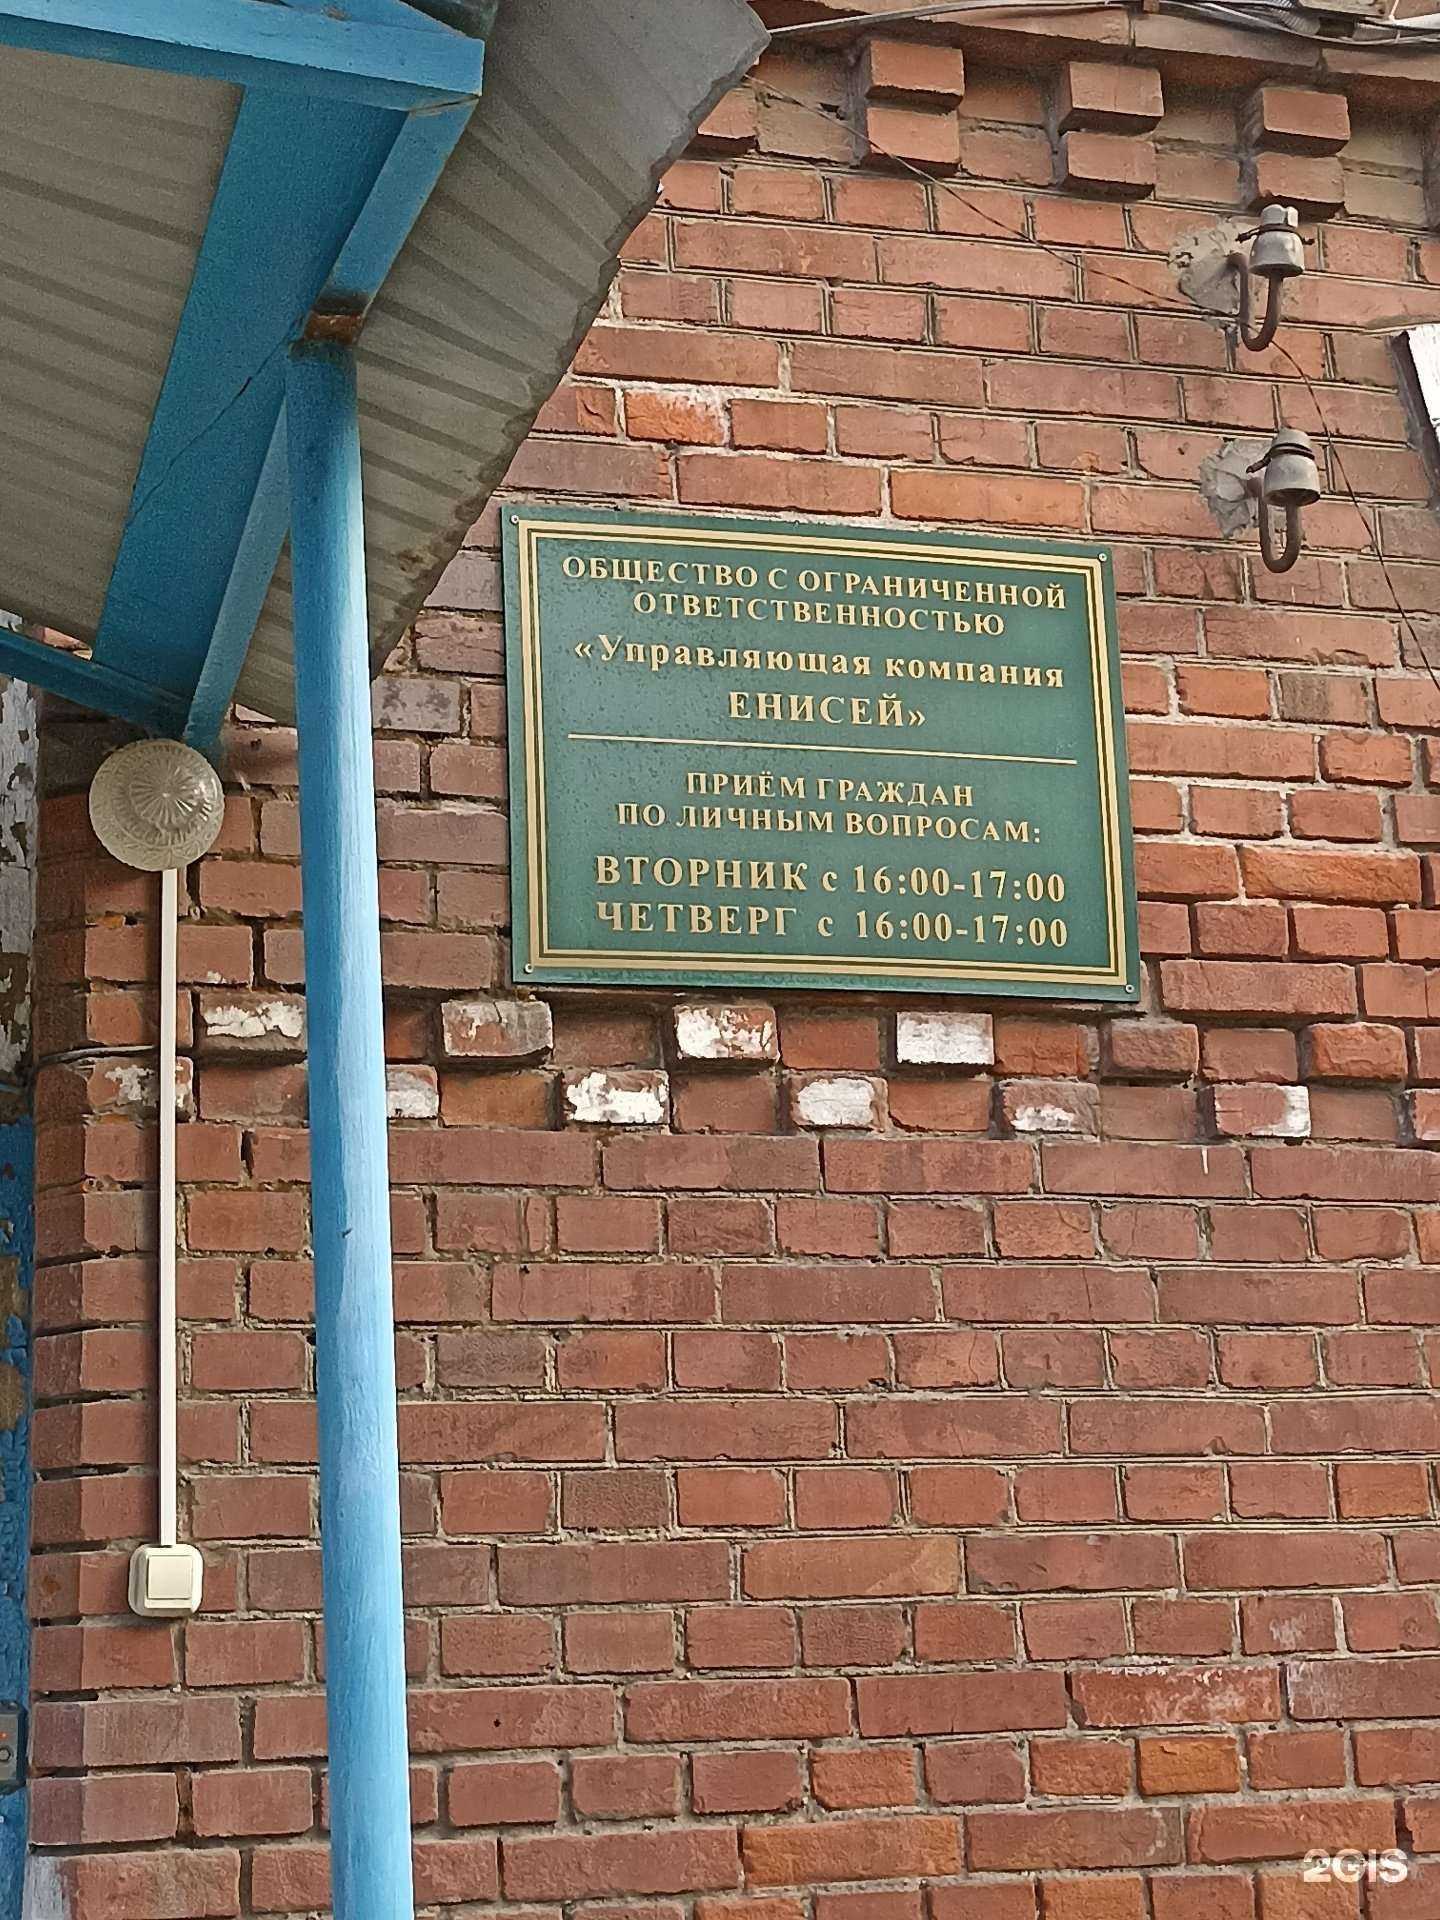 ОБЩЕСТВО С ОГРАНИЧЕННОЙ
ОТВЕТСТВЕННОСТЬЮ
«Управляющая компания
ЕНИСЕЙ»
ПРИЁМ ГРАЖДАН
ПО ЛИЧНЫМ ВОПРОСАМ:
ВТОРНИК с 16:00-17:00
ЧЕТВЕРГ с 16:00-17:00
2GIS